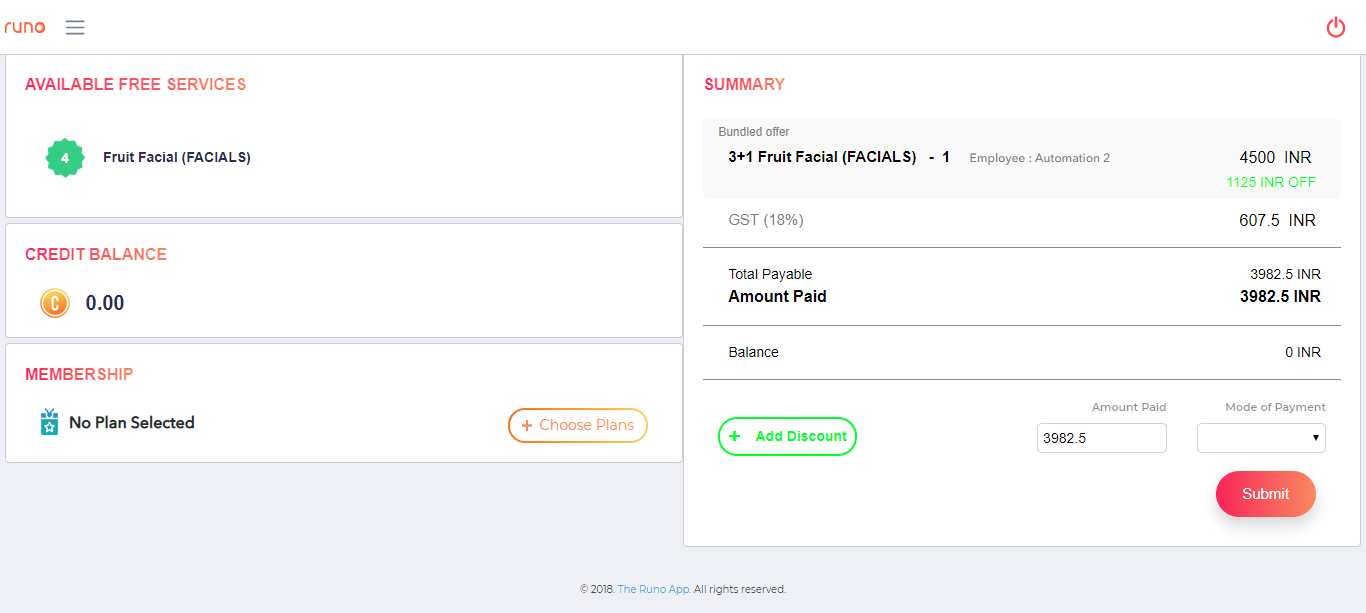 runo
AVAILABLE FREE SERVICES
4 Fruit Facial (FACIALS)
CREDIT BALANCE
C 0.00
MEMBERSHIP
No Plan Selected + Choose Plans
SUMMARY
Bundled offer
3+1 Fruit Facial (FACIALS) - 1 Employee : Automation 2 4500 INR
1125 INR OFF
GST (18%) 607.5 INR
Total Payable 3982.5 INR
Amount Paid 3982.5 INR
Balance 0 INR
Amount Paid Mode of Payment
+ Add Discount 3982.5
Submit
© 2018. The Runo App. All rights reserved.